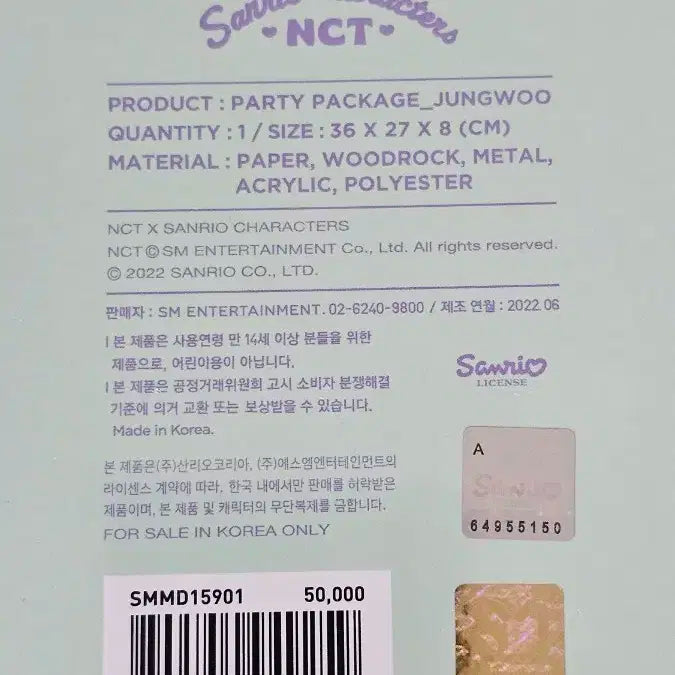 Sanrio Characters
NCT
PRODUCT : PARTY PACKAGE_JUNGWOO
QUANTITY : 1 / SIZE : 36 X 27 X 8 (CM)
MATERIAL : PAPER, WOODROCK, METAL,
ACRYLIC, POLYESTER
NCT X SANRIO CHARACTERS
NCT © SM ENTERTAINMENT Co., Ltd. All rights reserved.
© 2022 SANRIO CO., LTD.
판매자 : SM ENTERTAINMENT. 02-6240-9800 / 제조 연월 : 2022.06
l 본 제품은 사용연령 만 14세 이상 분들을 위한
제품으로, 어린이용이 아닙니다.
l 본 제품은 공정거래위원회 고시 소비자 분쟁해결
기준에 의거 교환 또는 보상받을 수 있습니다.
Made in Korea.
Sanrio
LICENSE
본 제품은(주)산리오코리아, (주)에스엠엔터테인먼트의
라이센스 계약에 따라, 한국 내에서만 판매를 허락받은
제품이며, 본 제품 및 캐릭터의 무단복제를 금합니다.
FOR SALE IN KOREA ONLY
A
Sanrio
64955150
SMMD15901 50,000